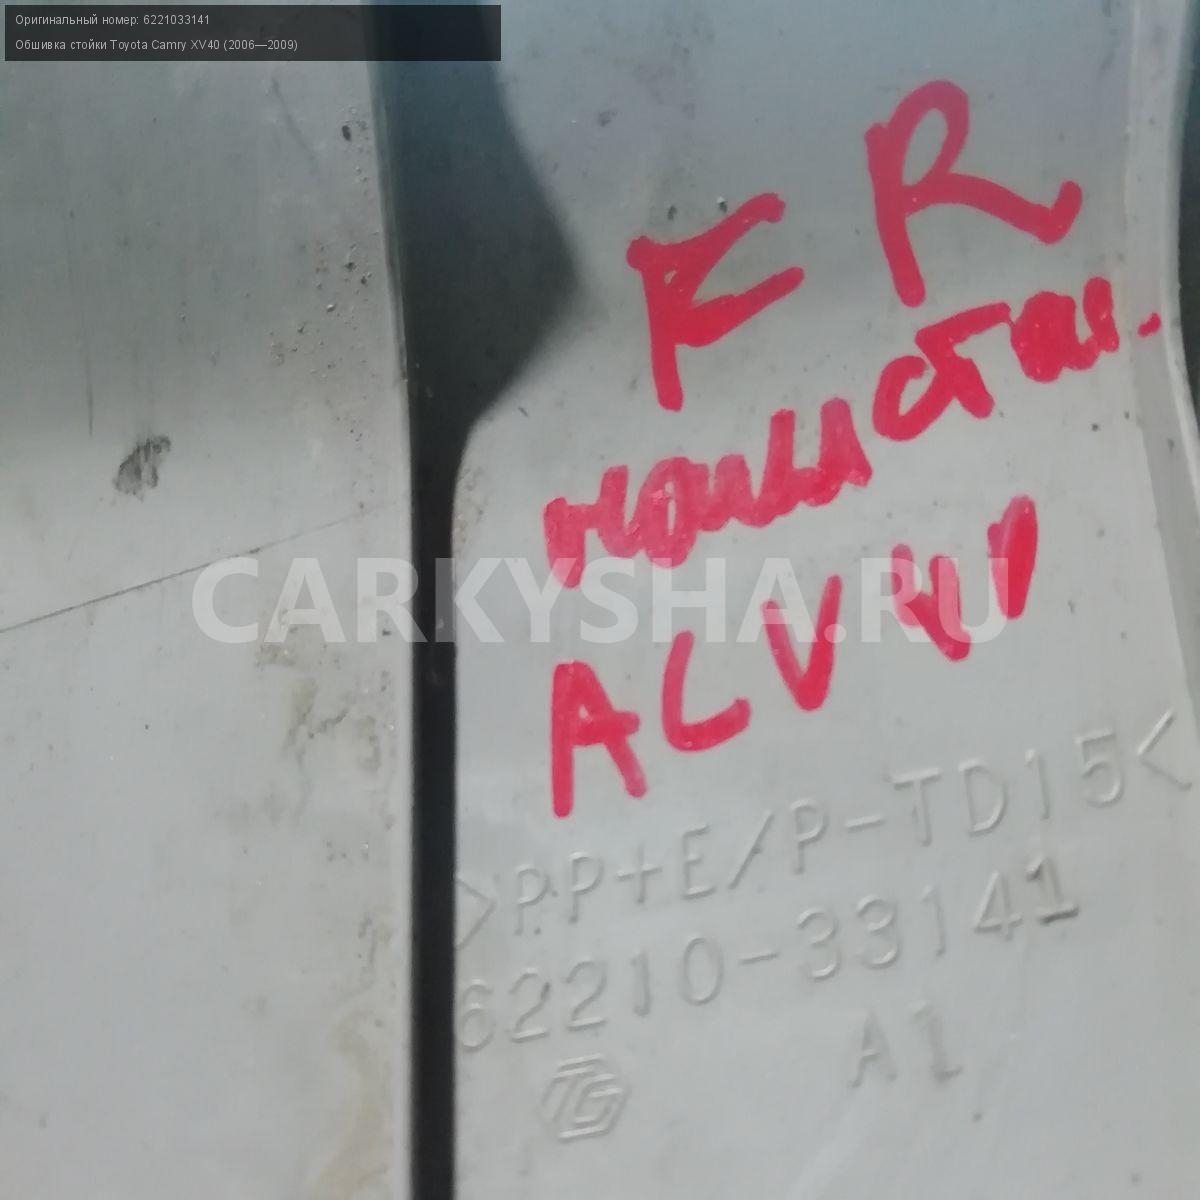 Оригинальный номер: 6221033141
Обшивка стойки Toyota Camry XV40 (2006—2009)
FR
ACV40
CARKYSHA.RU
>PP+E/P-TD15<
62210-33141
A1
TG